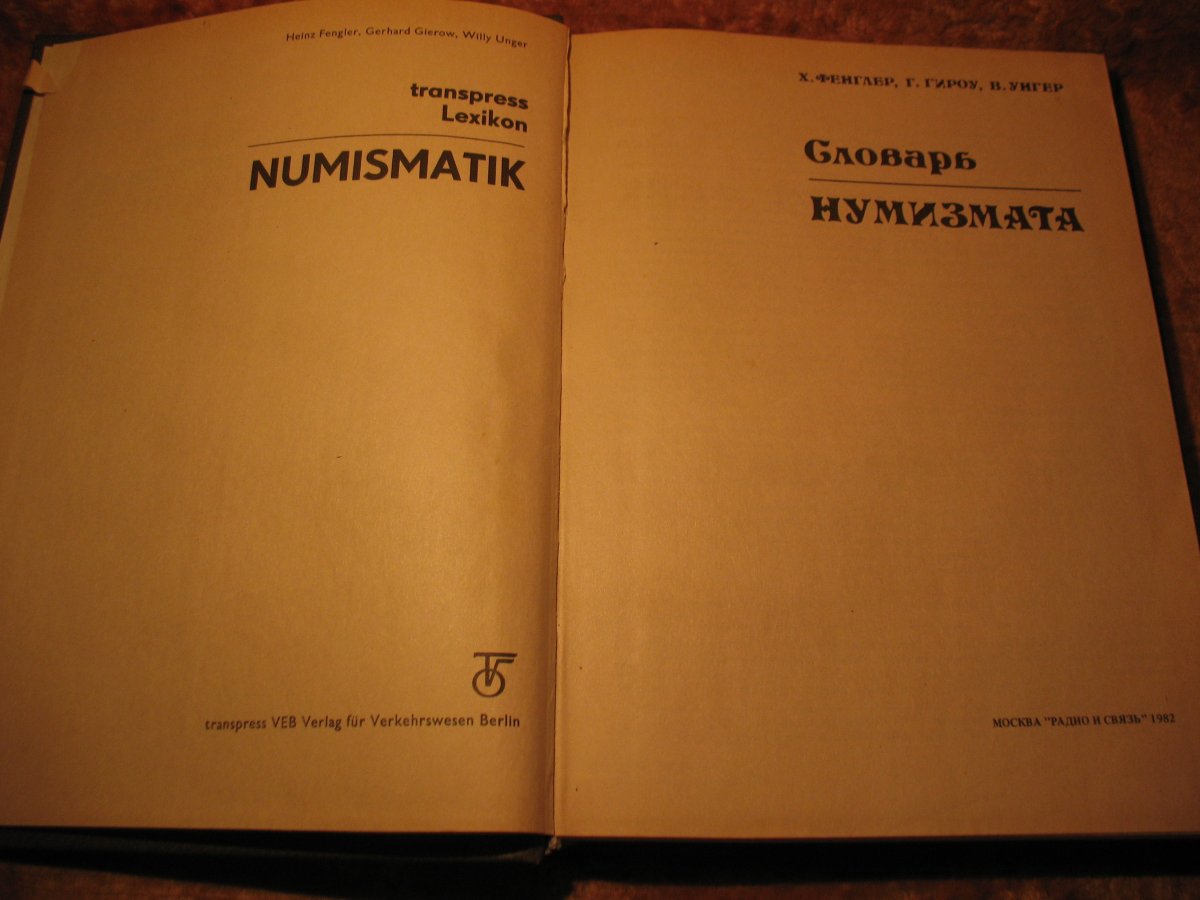 Heinz Fengler, Gerhard Gierow, Willy Unger
transpress
Lexikon
NUMISMATIK
transpress VEB Verlag für Verkehrswesen Berlin
Х. ФЕНГЛЕР, Г. ГИРОУ, В. УНГЕР
Словарь
НУМИЗМАТА
МОСКВА "РАДИО И СВЯЗЬ" 1982